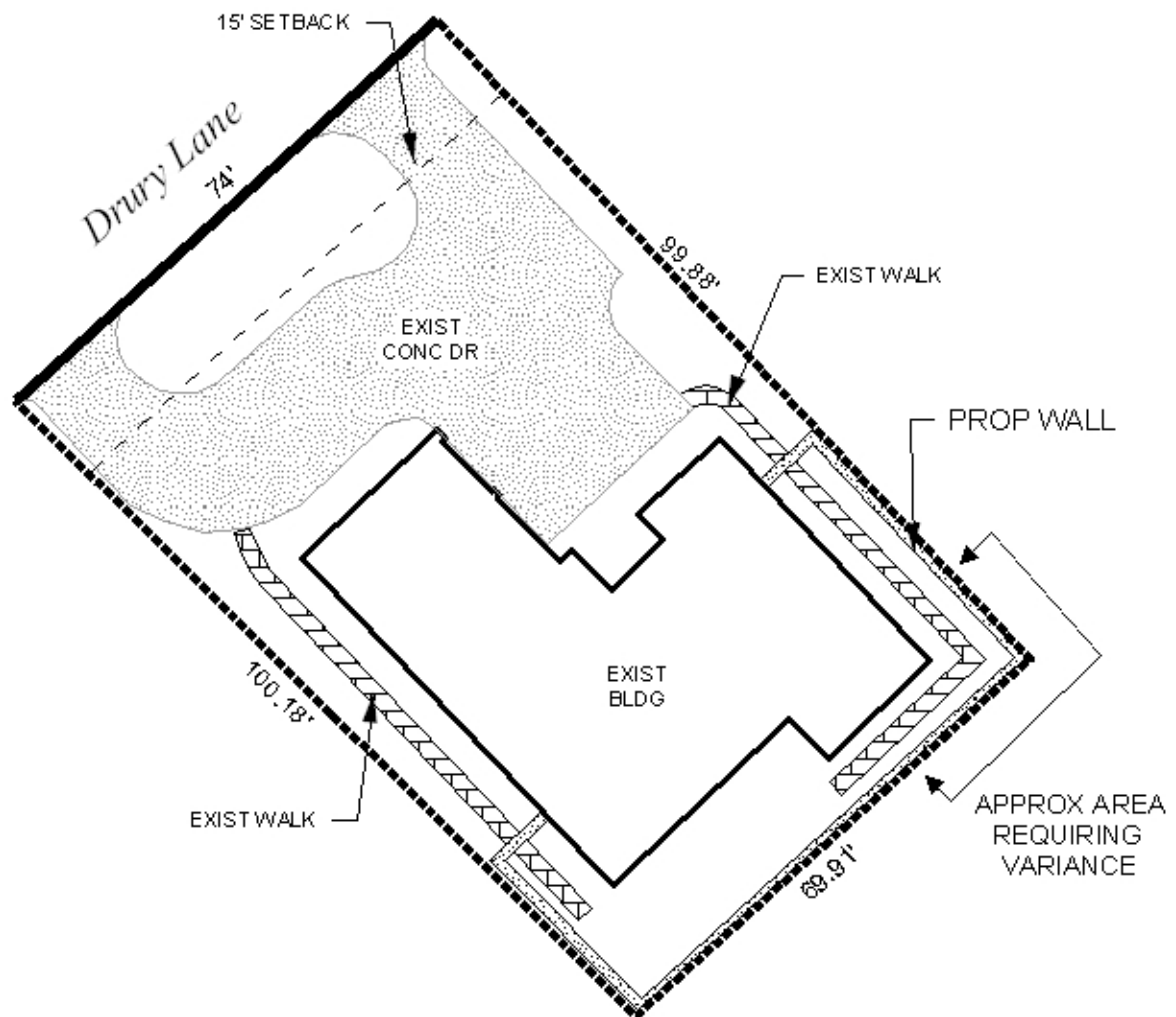 15' SETBACK
Drury Lane
74'
99.88'
EXIST WALK
EXIST
CONC DR
PROP WALL
EXIST
BLDG
100.18'
EXIST WALK
APPROX AREA
REQUIRING
VARIANCE
69.91'